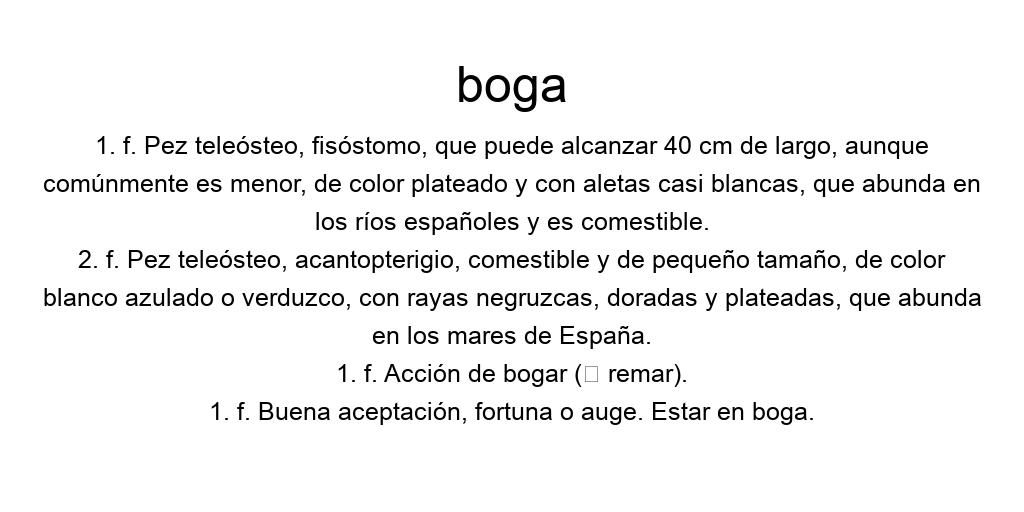 boga
1. f. Pez teleósteo, fisóstomo, que puede alcanzar 40 cm de largo, aunque
comúnmente es menor, de color plateado y con aletas casi blancas, que abunda en
los ríos españoles y es comestible.
2. f. Pez teleósteo, acantopterigio, comestible y de pequeño tamaño, de color
blanco azulado o verduzco, con rayas negruzcas, doradas y plateadas, que abunda
en los mares de España.
1. f. Acción de bogar (□ remar).
1. f. Buena aceptación, fortuna o auge. Estar en boga.